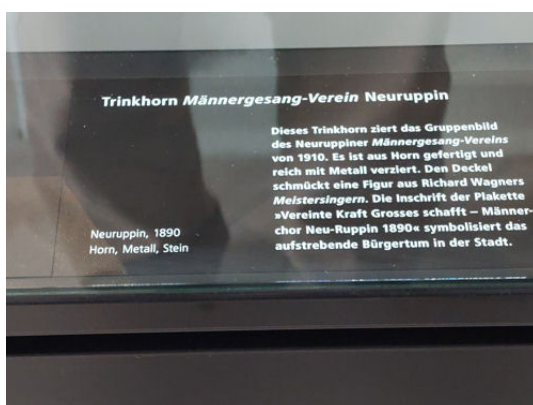 Trinkhorn Männergesang-Verein Neuruppin
Dieses Trinkhorn ziert das Gruppenbild
des Neuruppiner Männergesang-Vereins
von 1910. Es ist aus Horn gefertigt und
reich mit Metall verziert. Den Deckel
schmückt eine Figur aus Richard Wagners
Meistersingern. Die Inschrift der Plakette
»Vereinte Kraft Grosses schafft – Männer-
chor Neu-Ruppin 1890« symbolisiert das
aufstrebende Bürgertum in der Stadt.
Neuruppin, 1890
Horn, Metall, Stein